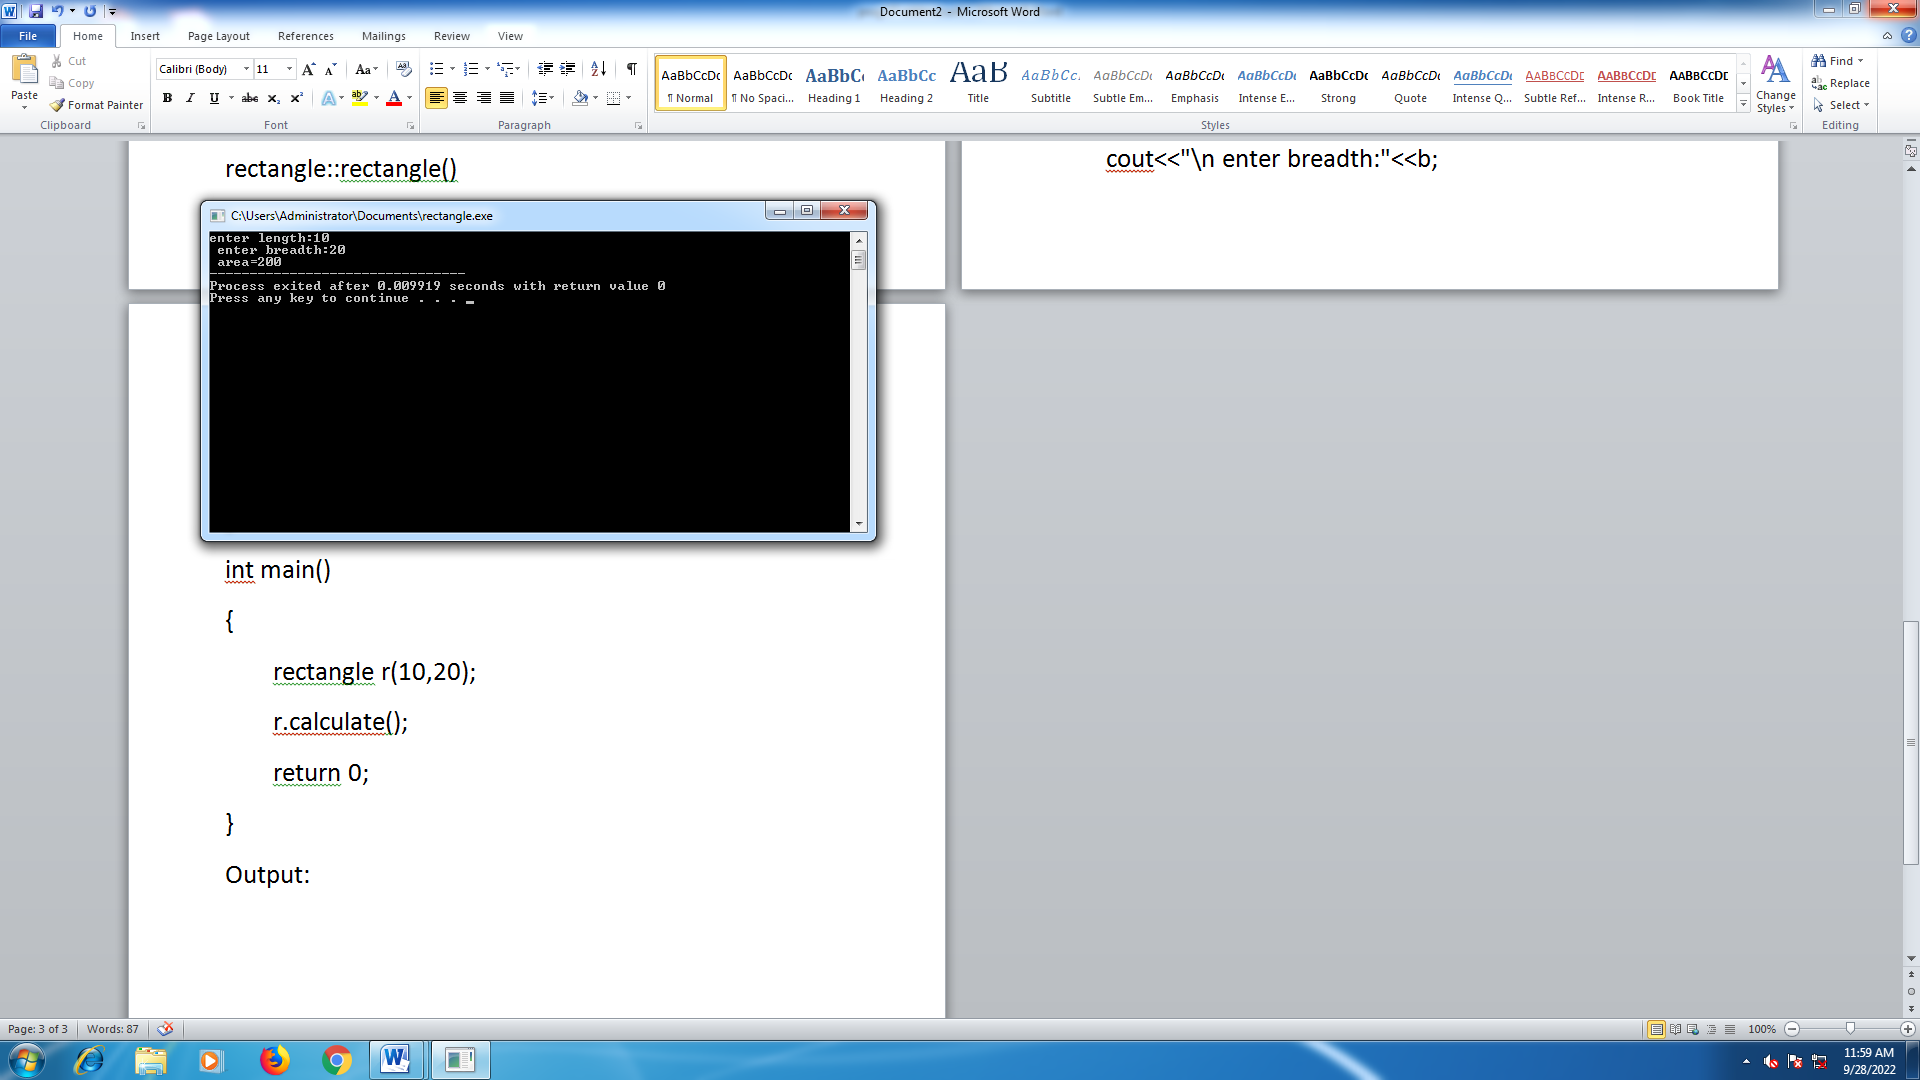 Document2 - Microsoft Word
File Home Insert Page Layout References Mailings Review View
Paste
Cut
Copy
Format Painter
Clipboard
Calibri (Body) 11
Font
Paragraph
AaBbCcDc AaBbCcDc AaBbCc AaBbCc AaB AaBbCc. AaBbCcDc AaBbCcDc AaBbCcDc AaBbCcDc AaBbCcDc AaBbCcDc AABBCCDE AABBCCDE AABBCCDE
¶ Normal ¶ No Spaci... Heading 1 Heading 2 Title Subtitle Subtle Em... Emphasis Intense E... Strong Quote Intense Q... Subtle Ref... Intense R... Book Title
Change Styles
Styles
Find
Replace
Select
Editing
rectangle::rectangle()
cout<<"\n enter breadth:"<<b;
C:\Users\Administrator\Documents\rectangle.exe
enter length:10
 enter breadth:20
 area=200
--------------------------------
Process exited after 0.009919 seconds with return value 0
Press any key to continue . . . _
int main()
{
rectangle r(10,20);
r.calculate();
return 0;
}
Output:
Page: 3 of 3 Words: 87
100%
11:59 AM
9/28/2022